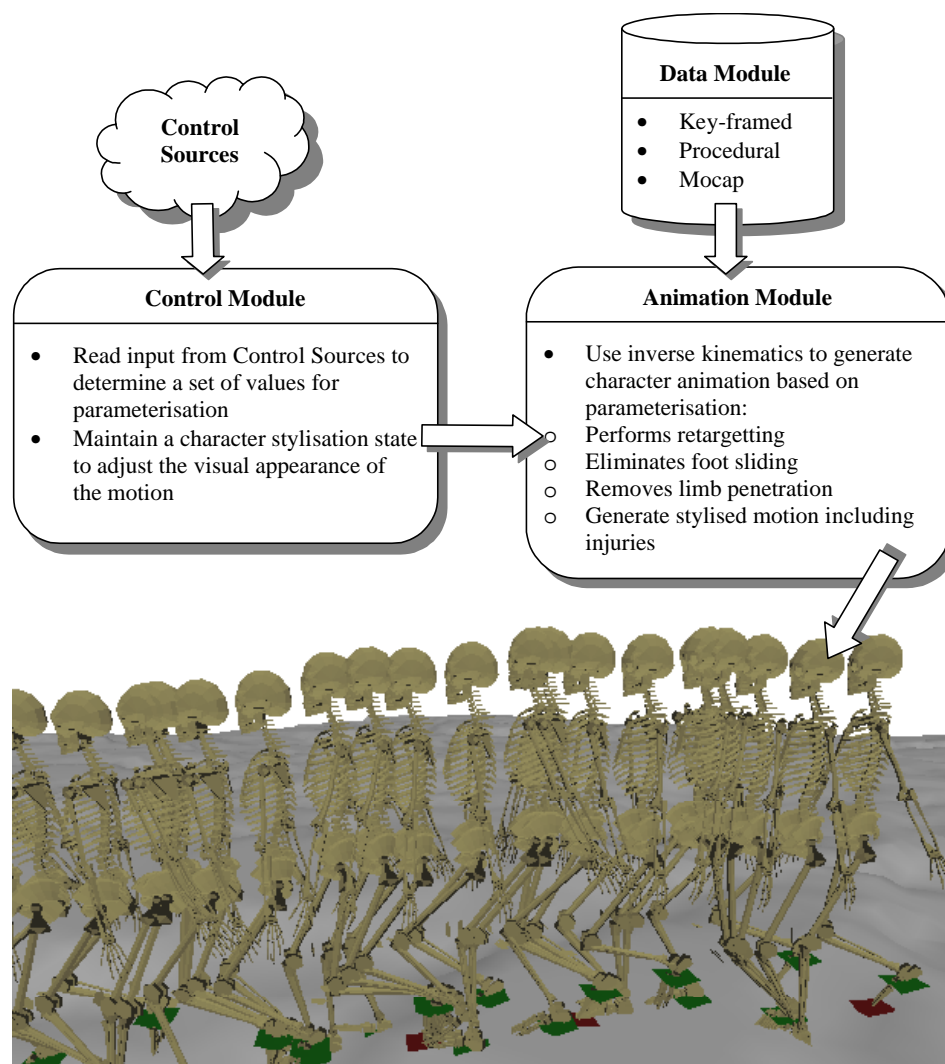 Control
Sources
Data Module
• Key-framed
• Procedural
• Mocap
Control Module
• Read input from Control Sources to
determine a set of values for
parameterisation
• Maintain a character stylisation state
to adjust the visual appearance of
the motion
Animation Module
• Use inverse kinematics to generate
character animation based on
parameterisation:
o Performs retargetting
o Eliminates foot sliding
o Removes limb penetration
o Generate stylised motion including
injuries